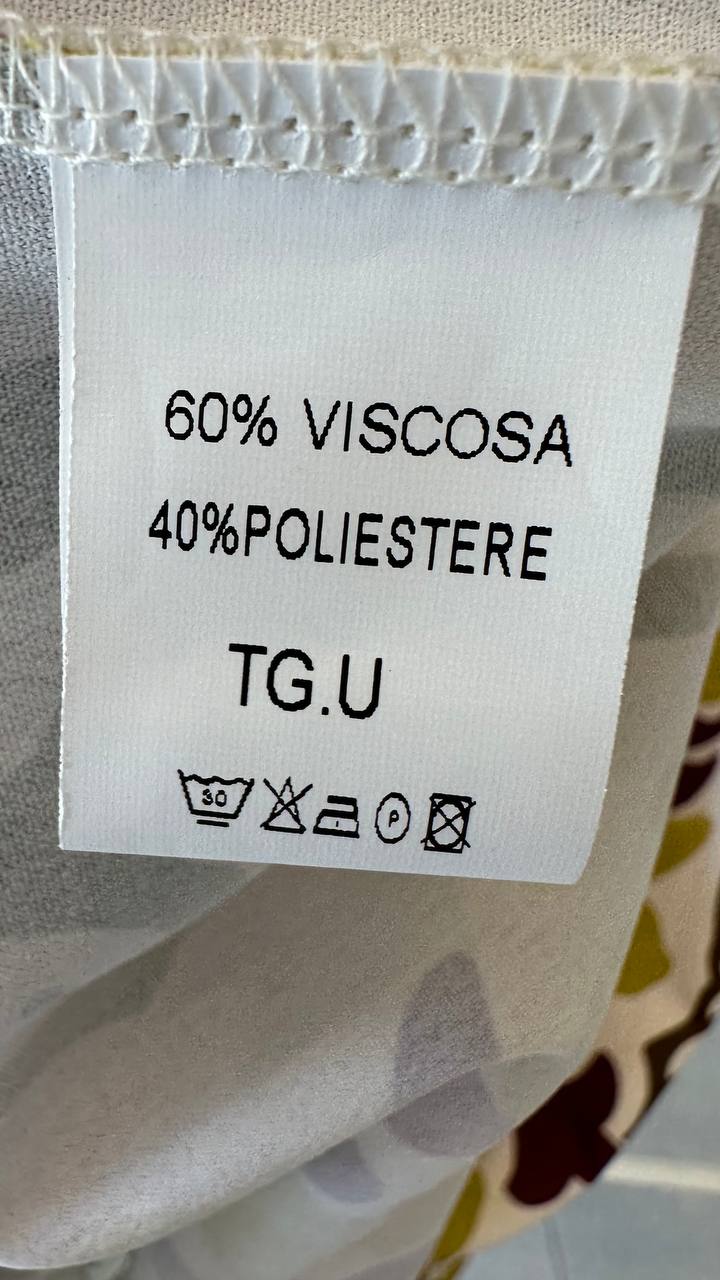 60% VISCOSA
40%POLIESTERE
TG.U
30 P